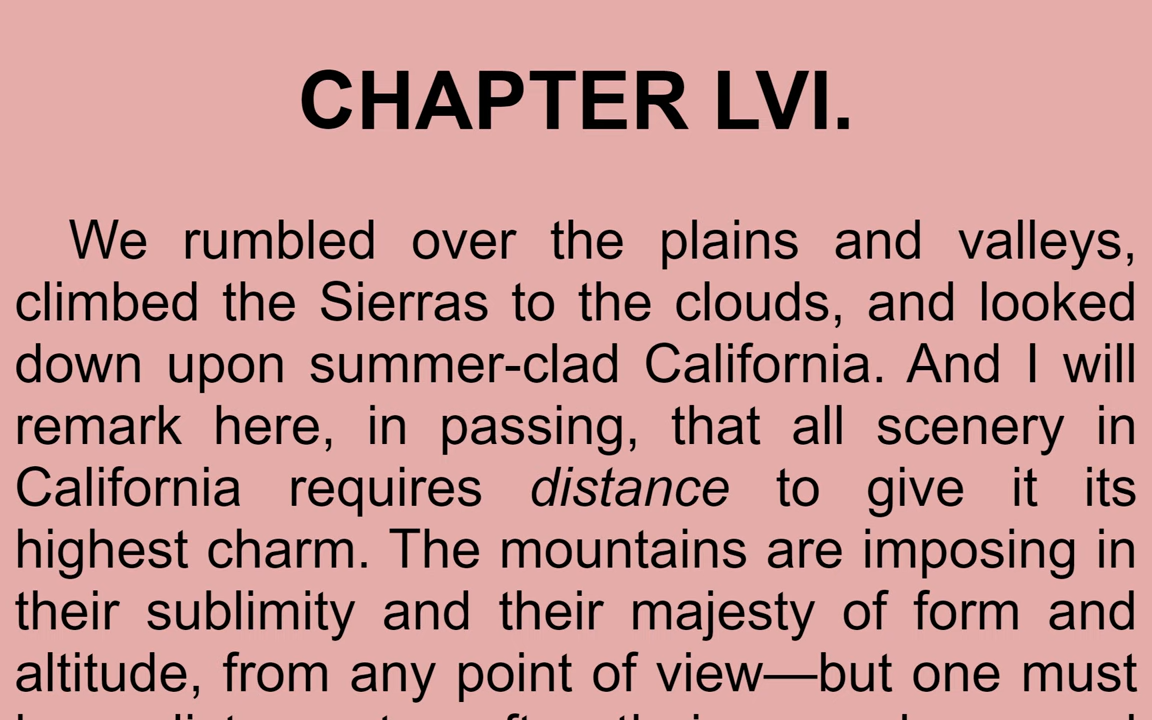 CHAPTER LVI.
We rumbled over the plains and valleys,
climbed the Sierras to the clouds, and looked
down upon summer-clad California. And I will
remark here, in passing, that all scenery in
California requires distance to give it its
highest charm. The mountains are imposing in
their sublimity and their majesty of form and
altitude, from any point of view—but one must